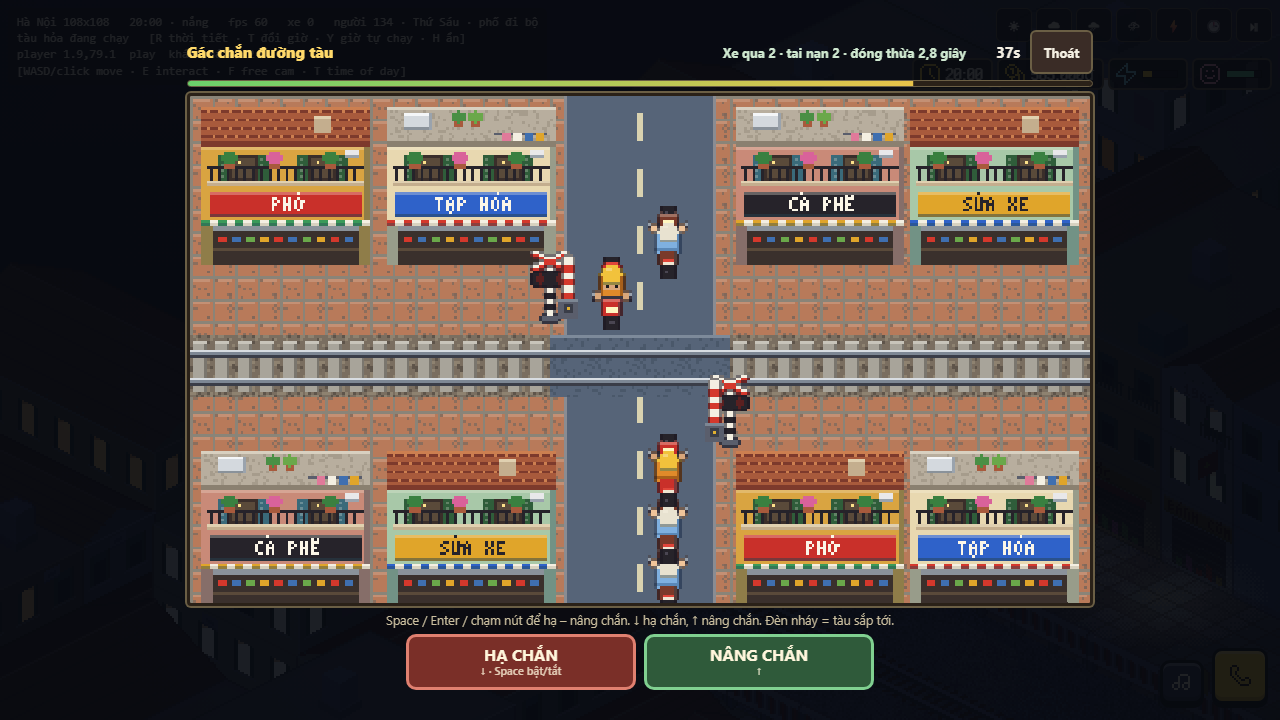 Hà Nội 108x108 20:00 · nắng fps 60 xe 0 người 134 · Thứ Sáu · phố đi bộ
tàu hỏa đang chạy [R thời tiết · T đổi giờ · Y giờ tự chạy · H ẩn]
player 1.9,79.1 play
[WASD/click move · E interact · F free cam · T time of day]
Gác chắn đường tàu
Xe qua 2 · tai nạn 2 · đóng thừa 2,8 giây
37s
Thoát
20:00
PHỞ
TẠP HÓA
CÀ PHÊ
SỬA XE
CÀ PHÊ
SỬA XE
PHỞ
TẠP HÓA
Space / Enter / chạm nút để hạ – nâng chắn. ↓ hạ chắn, ↑ nâng chắn. Đèn nháy = tàu sắp tới.
HẠ CHẮN
↓ · Space bật/tắt
NÂNG CHẮN
↑